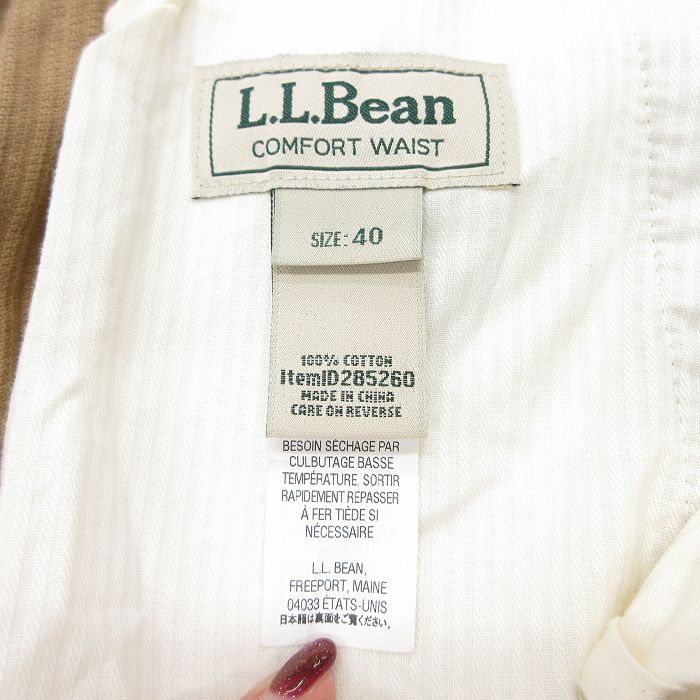 L.L.Bean
COMFORT WAIST
SIZE: 40
100% COTTON
ItemID285260
MADE IN CHINA
CARE ON REVERSE
BESOIN SÉCHAGE PAR
CULBUTAGE BASSE
TEMPÉRATURE, SORTIR
RAPIDEMENT REPASSER
À FER TIÈDE SI
NÉCESSAIRE
L.L. BEAN,
FREEPORT, MAINE
04033 ÉTATS-UNIS
日本語は裏面をご覧ください。